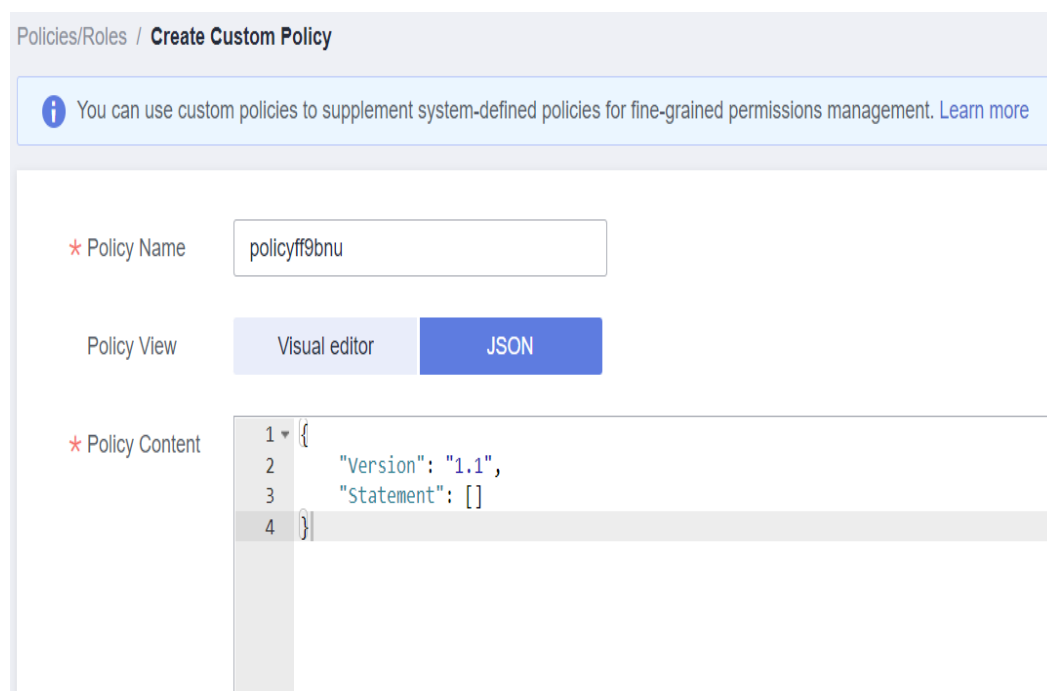 Policies/Roles / Create Custom Policy
You can use custom policies to supplement system-defined policies for fine-grained permissions management. Learn more
* Policy Name policyff9bnu
Policy View Visual editor JSON
* Policy Content
1 {
2 "Version": "1.1",
3 "Statement": []
4 }